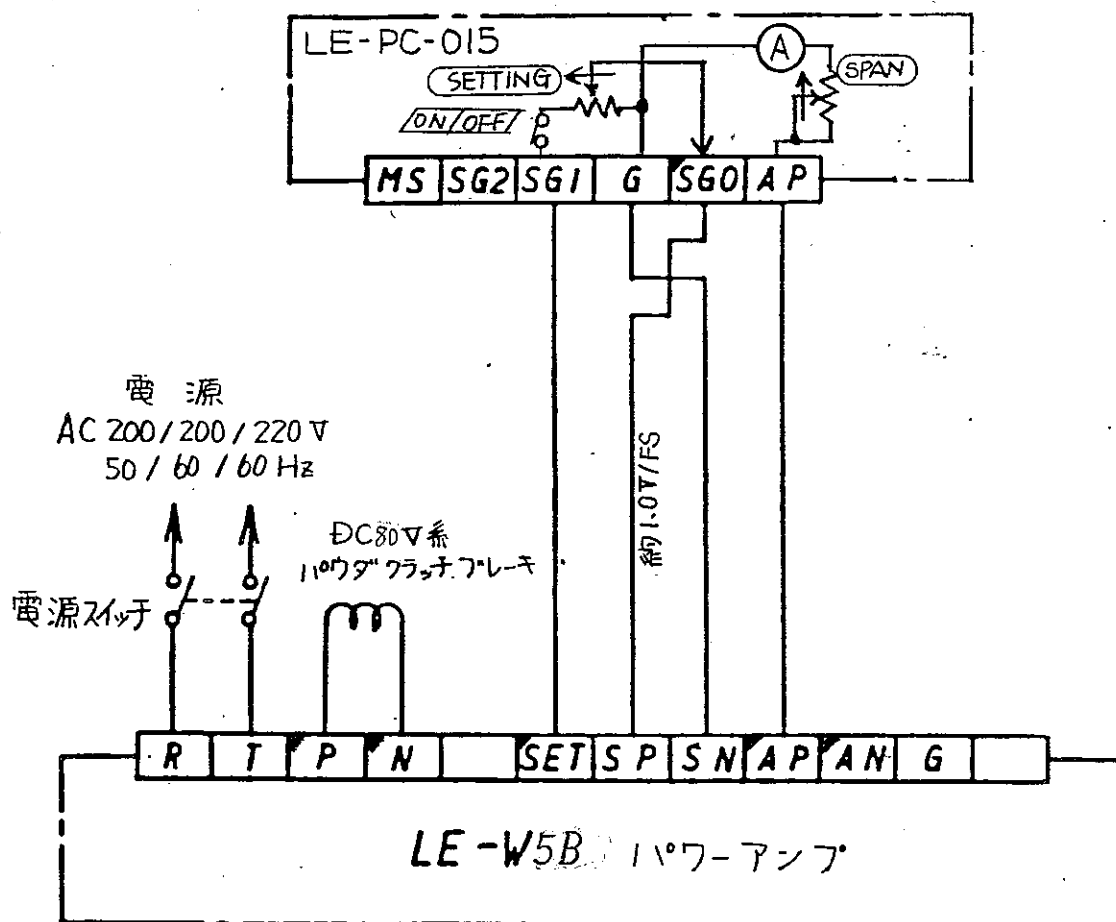 LE-PC-015
A
SETTING
SPAN
ON/OFF
MS SG2 SG1 G SG0 AP
電源
AC 200/200/220V
50/60/60Hz
約1.0V/FS
DC80V系
パウダクラッチ.ブレーキ
電源スイッチ
R T P N SET SP SN AP AN G
LE-W5B パワーアンプ